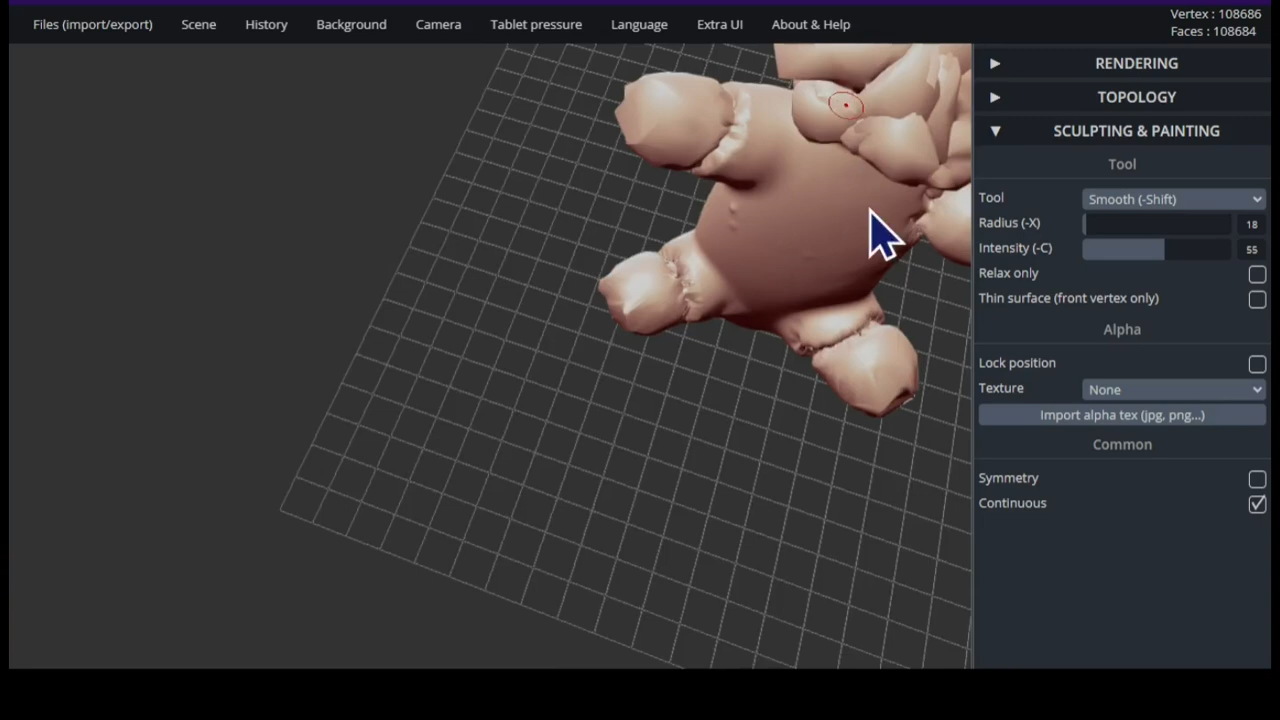 Files (import/export) Scene History Background Camera Tablet pressure Language Extra UI About & Help
Vertex : 108686
Faces : 108684
RENDERING
TOPOLOGY
SCULPTING & PAINTING
Tool
Tool Smooth (-Shift)
Radius (-X) 18
Intensity (-C) 55
Relax only
Thin surface (front vertex only)
Alpha
Lock position
Texture None
Import alpha tex (jpg, png...)
Common
Symmetry
Continuous